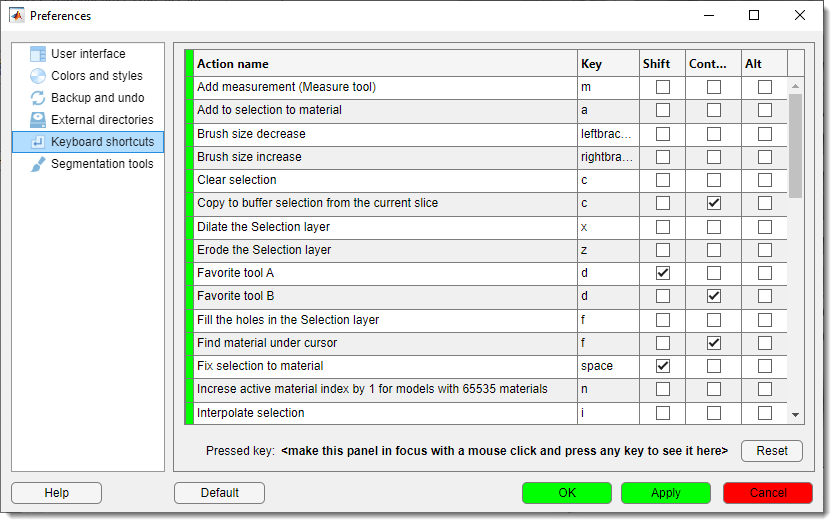 Preferences
User interface
Colors and styles
Backup and undo
External directories
Keyboard shortcuts
Segmentation tools
Action name Key Shift Cont... Alt
Add measurement (Measure tool) m
Add to selection to material a
Brush size decrease leftbrac...
Brush size increase rightbra...
Clear selection c
Copy to buffer selection from the current slice c
Dilate the Selection layer x
Erode the Selection layer z
Favorite tool A d
Favorite tool B d
Fill the holes in the Selection layer f
Find material under cursor f
Fix selection to material space
Increse active material index by 1 for models with 65535 materials n
Interpolate selection i
Pressed key: <make this panel in focus with a mouse click and press any key to see it here> Reset
Help Default OK Apply Cancel